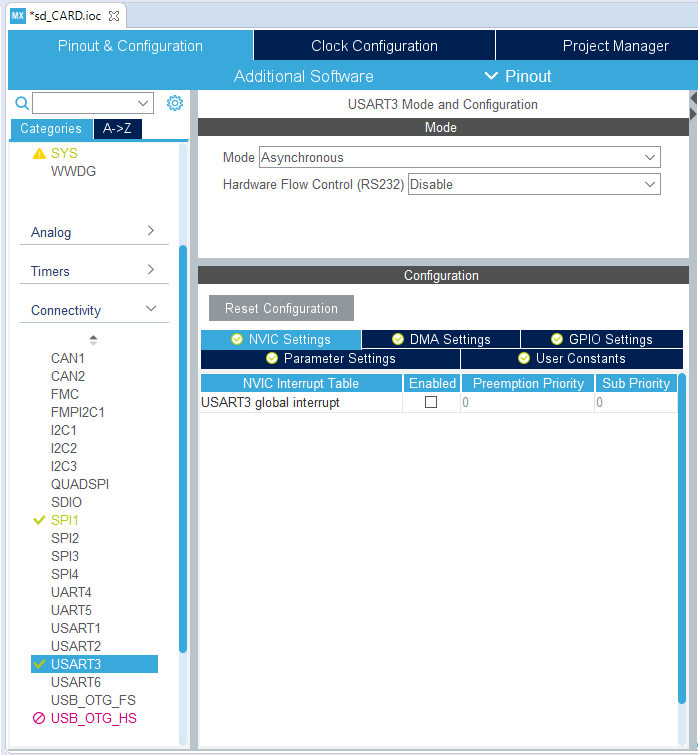 MX *sd_CARD.ioc
Pinout & Configuration
Clock Configuration
Project Manager
Additional Software
Pinout
Categories
A->Z
SYS
WWDG
Analog
Timers
Connectivity
CAN1
CAN2
FMC
FMPI2C1
I2C1
I2C2
I2C3
QUADSPI
SDIO
SPI1
SPI2
SPI3
SPI4
UART4
UART5
USART1
USART2
USART3
USART6
USB_OTG_FS
USB_OTG_HS
USART3 Mode and Configuration
Mode
Mode Asynchronous
Hardware Flow Control (RS232) Disable
Configuration
Reset Configuration
NVIC Settings
DMA Settings
GPIO Settings
Parameter Settings
User Constants
NVIC Interrupt Table Enabled Preemption Priority Sub Priority
USART3 global interrupt 0 0